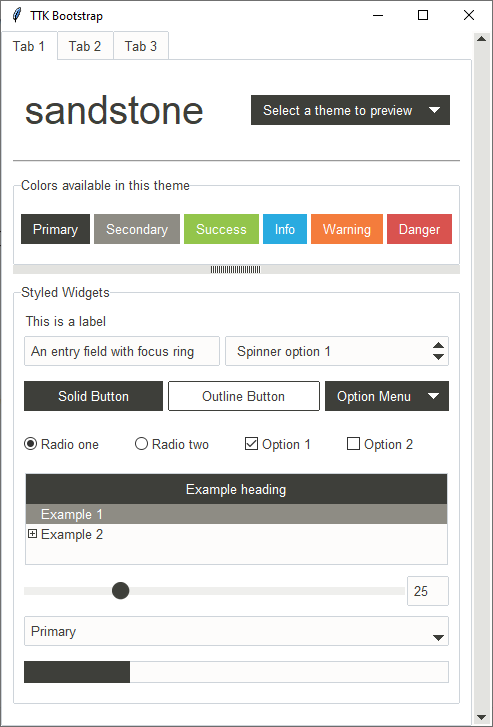 TTK Bootstrap
Tab 1 Tab 2 Tab 3
sandstone
Select a theme to preview
Colors available in this theme
Primary Secondary Success Info Warning Danger
Styled Widgets
This is a label
An entry field with focus ring Spinner option 1
Solid Button Outline Button Option Menu
Radio one Radio two Option 1 Option 2
Example heading
Example 1
Example 2
25
Primary